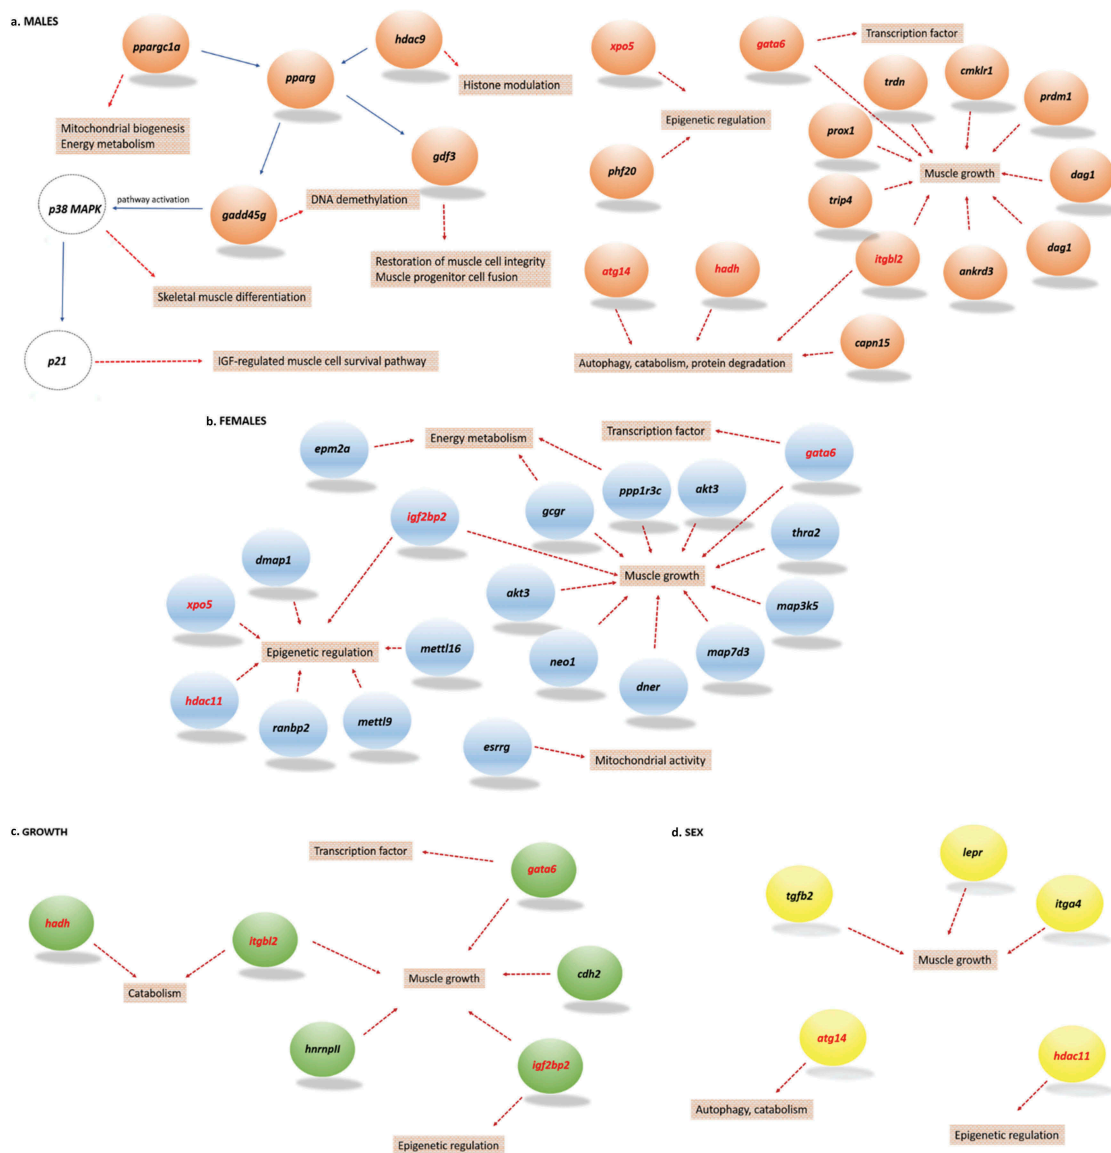 a. MALES
ppargc1a
hdac9
pparg
Histone modulation
Mitochondrial biogenesis
Energy metabolism
gdf3
p38 MAPK
pathway activation
gadd45g
DNA demethylation
Restoration of muscle cell integrity
Muscle progenitor cell fusion
Skeletal muscle differentiation
p21
IGF-regulated muscle cell survival pathway
xpo5
gata6
Transcription factor
trdn
cmklr1
prdm1
Epigenetic regulation
prox1
phf20
Muscle growth
dag1
trip4
atg14
hadh
itgbl2
ankrd3
dag1
capn15
Autophagy, catabolism, protein degradation
b. FEMALES
epm2a
Energy metabolism
Transcription factor
gata6
ppp1r3c
akt3
igf2bp2
gcgr
thra2
dmap1
Muscle growth
xpo5
akt3
map3k5
Epigenetic regulation
mettl16
neo1
map7d3
hdac11
dner
ranbp2
mettl9
esrrg
Mitochondrial activity
c. GROWTH
Transcription factor
gata6
hadh
itgbl2
Catabolism
Muscle growth
cdh2
hnrnpll
igf2bp2
Epigenetic regulation
d. SEX
lepr
tgfb2
itga4
Muscle growth
atg14
hdac11
Autophagy, catabolism
Epigenetic regulation